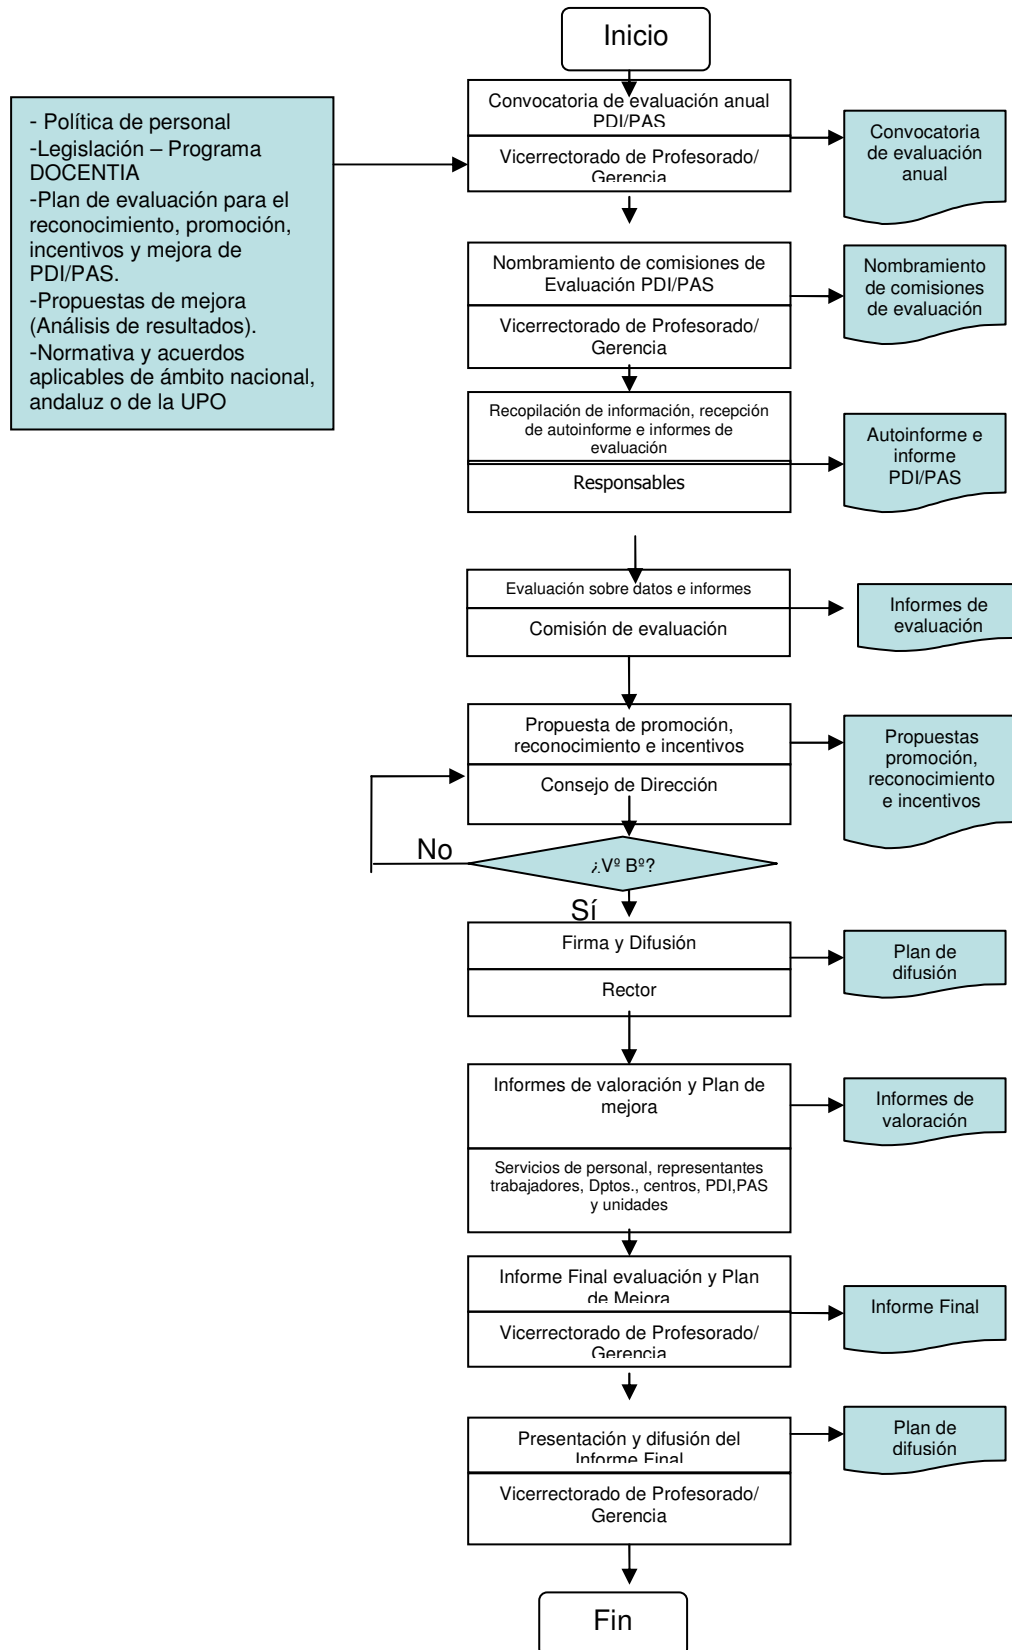 Inicio
- Política de personal
-Legislación – Programa
DOCENTIA
-Plan de evaluación para el
reconocimiento, promoción,
incentivos y mejora de
PDI/PAS.
-Propuestas de mejora
(Análisis de resultados).
-Normativa y acuerdos
aplicables de ámbito nacional,
andaluz o de la UPO
Convocatoria de evaluación anual
PDI/PAS
Vicerrectorado de Profesorado/
Gerencia
Convocatoria
de evaluación
anual
Nombramiento de comisiones de
Evaluación PDI/PAS
Vicerrectorado de Profesorado/
Gerencia
Nombramiento
de comisiones
de evaluación
Recopilación de información, recepción
de autoinforme e informes de
evaluación
Responsables
Autoinforme e
informe
PDI/PAS
Evaluación sobre datos e informes
Comisión de evaluación
Informes de
evaluación
Propuesta de promoción,
reconocimiento e incentivos
Consejo de Dirección
Propuestas
promoción,
reconocimiento
e incentivos
No
¿Vº Bº?
Sí
Firma y Difusión
Rector
Plan de
difusión
Informes de valoración y Plan de
mejora
Servicios de personal, representantes
trabajadores, Dptos., centros, PDI,PAS
y unidades
Informes de
valoración
Informe Final evaluación y Plan
de Mejora
Vicerrectorado de Profesorado/
Gerencia
Informe Final
Presentación y difusión del
Informe Final
Vicerrectorado de Profesorado/
Gerencia
Plan de
difusión
Fin